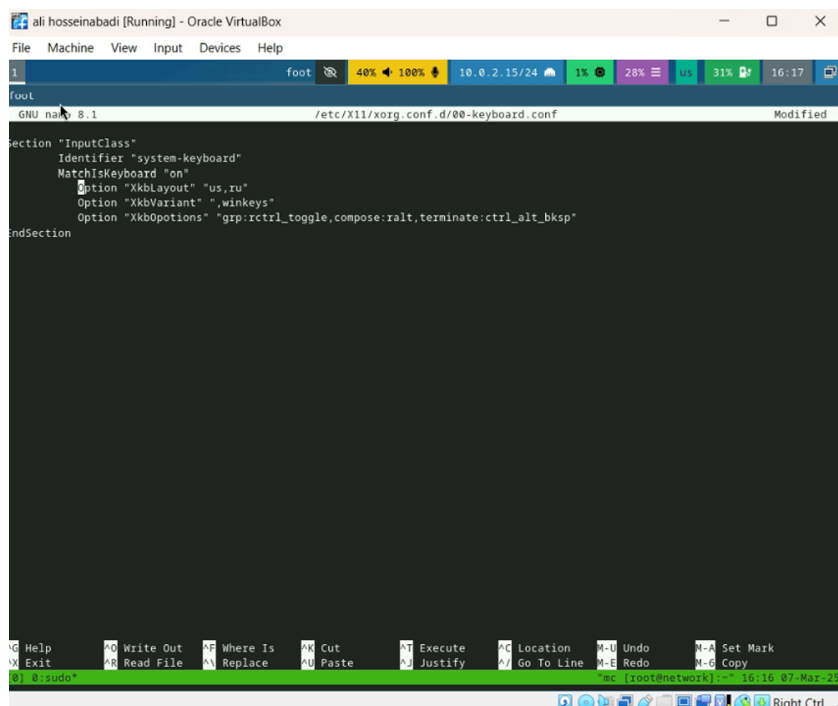 ali hosseinabadi [Running] - Oracle VirtualBox
File Machine View Input Devices Help
1 foot 40% 100% 10.0.2.15/24 1% 28% us 31% 16:17
foot
GNU nano 8.1 /etc/X11/xorg.conf.d/00-keyboard.conf Modified
Section "InputClass"
Identifier "system-keyboard"
MatchIsKeyboard "on"
Option "XkbLayout" "us,ru"
Option "XkbVariant" ",winkeys"
Option "XkbOpotions" "grp:rctrl_toggle,compose:ralt,terminate:ctrl_alt_bksp"
EndSection
^G Help ^O Write Out ^F Where Is ^K Cut ^T Execute ^C Location M-U Undo M-A Set Mark
^X Exit ^R Read File ^\ Replace ^U Paste ^J Justify ^/ Go To Line M-E Redo M-6 Copy
[0] 0:sudo* "mc [root@network]:~" 16:16 07-Mar-25
Right Ctrl